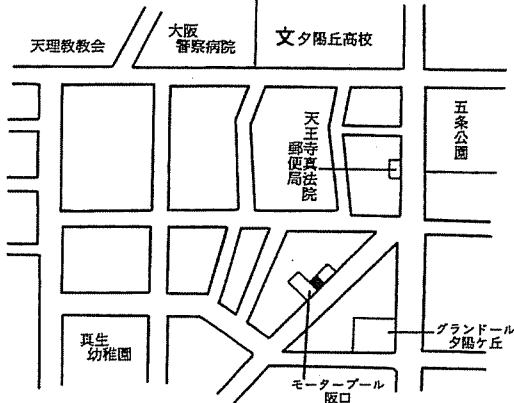 天理教教会
大阪
警察病院
文夕陽丘高校
五条公園
天王寺真法院
郵便局
真生
幼稚園
グランドール
夕陽ケ丘
モータープール
阪口